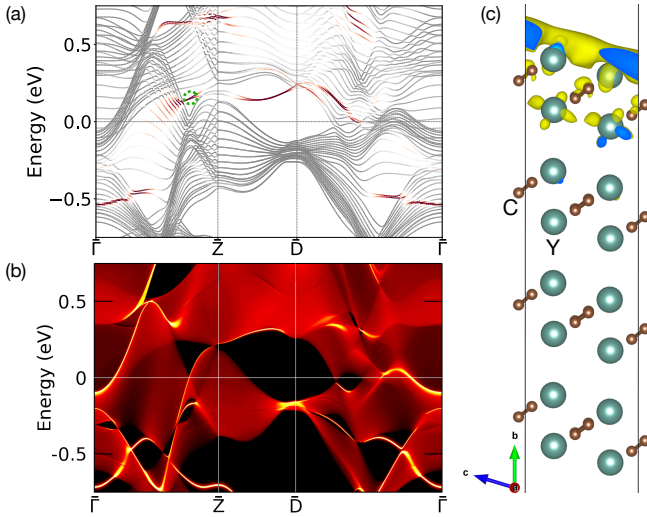 (a)
Energy (eV)
0.5
0.0
−0.5
Γ̄
Z̄
D̄
Γ̄
(b)
Energy (eV)
0.5
0
-0.5
Γ̄
Z̄
D̄
Γ̄
(c)
C
Y
b
c
a